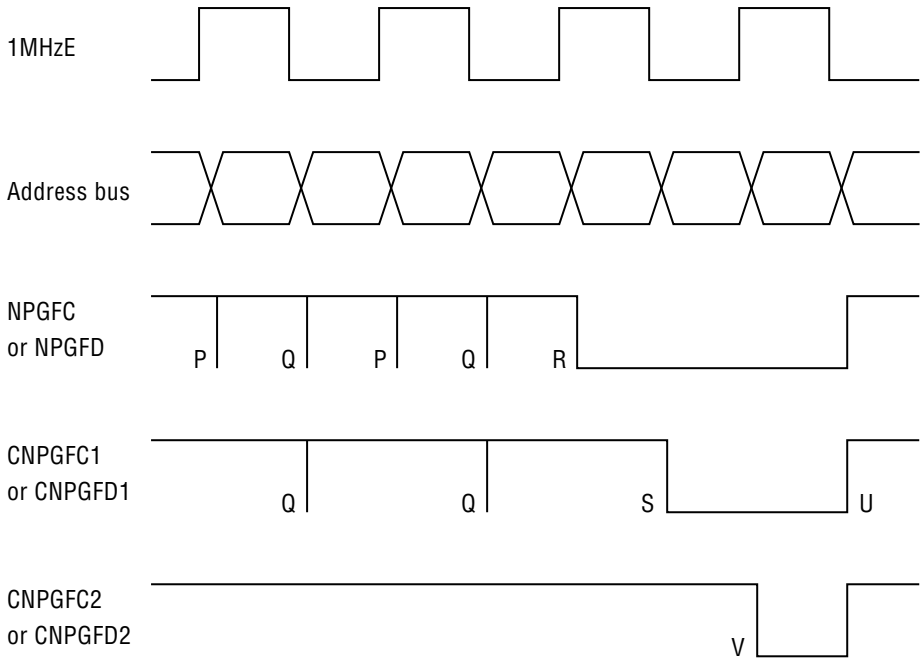 1MHzE
Address bus
NPGFC
or NPGFD
P Q P Q R
CNPGFC1
or CNPGFD1
Q Q S U
CNPGFC2
or CNPGFD2
V